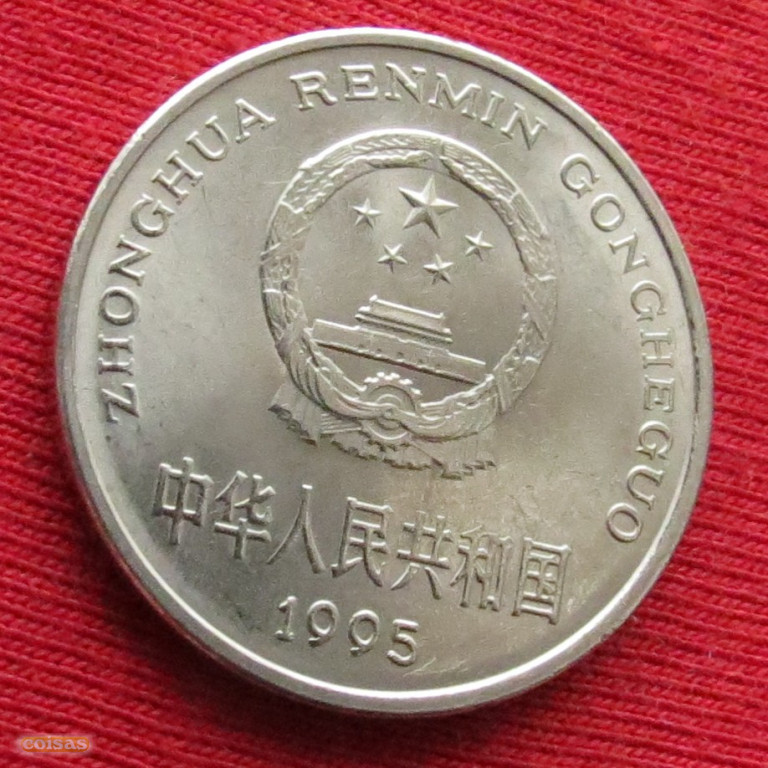 ZHONGHUA RENMIN GONGHEGUO
中华人民共和国
1995
coisas